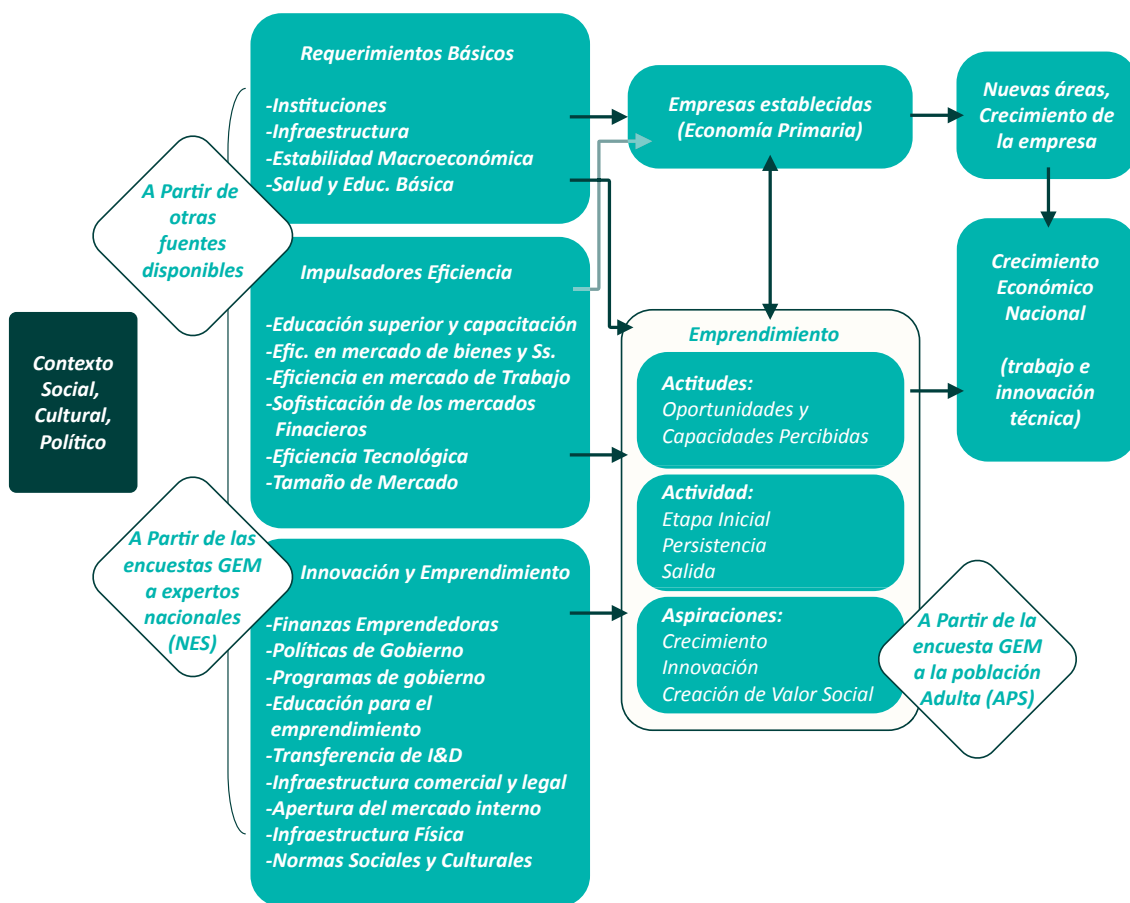 Contexto
Social,
Cultural,
Político
A Partir de
otras
fuentes
disponibles
A Partir de las
encuestas GEM
a expertos
nacionales
(NES)
Requerimientos Básicos
-Instituciones
-Infraestructura
-Estabilidad Macroeconómica
-Salud y Educ. Básica
Impulsadores Eficiencia
-Educación superior y capacitación
-Efic. en mercado de bienes y Ss.
-Eficiencia en mercado de Trabajo
-Sofisticación de los mercados
Finacieros
-Eficiencia Tecnológica
-Tamaño de Mercado
Innovación y Emprendimiento
-Finanzas Emprendedoras
-Políticas de Gobierno
-Programas de gobierno
-Educación para el
emprendimiento
-Transferencia de I&D
-Infraestructura comercial y legal
-Apertura del mercado interno
-Infraestructura Física
-Normas Sociales y Culturales
Empresas establecidas
(Economía Primaria)
Emprendimiento
Actitudes:
Oportunidades y
Capacidades Percibidas
Actividad:
Etapa Inicial
Persistencia
Salida
Aspiraciones:
Crecimiento
Innovación
Creación de Valor Social
A Partir de la
encuesta GEM
a la población
Adulta (APS)
Nuevas áreas,
Crecimiento de
la empresa
Crecimiento
Económico
Nacional
(trabajo e
innovación
técnica)